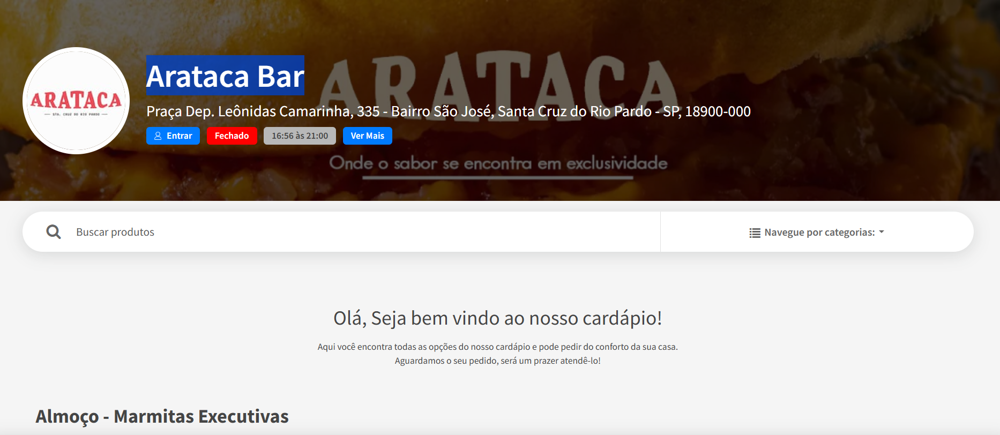 ARATACA
STA. CRUZ DO RIO PARDO
Arataca Bar
ARATACA
Praça Dep. Leônidas Camarinha, 335 - Bairro São José, Santa Cruz do Rio Pardo - SP, 18900-000
Entrar Fechado 16:56 às 21:00 Ver Mais
Onde o sabor se encontra em exclusividade
Buscar produtos Navegue por categorias:
Olá, Seja bem vindo ao nosso cardápio!
Aqui você encontra todas as opções do nosso cardápio e pode pedir do conforto da sua casa.
Aguardamos o seu pedido, será um prazer atendê-lo!
Almoço - Marmitas Executivas